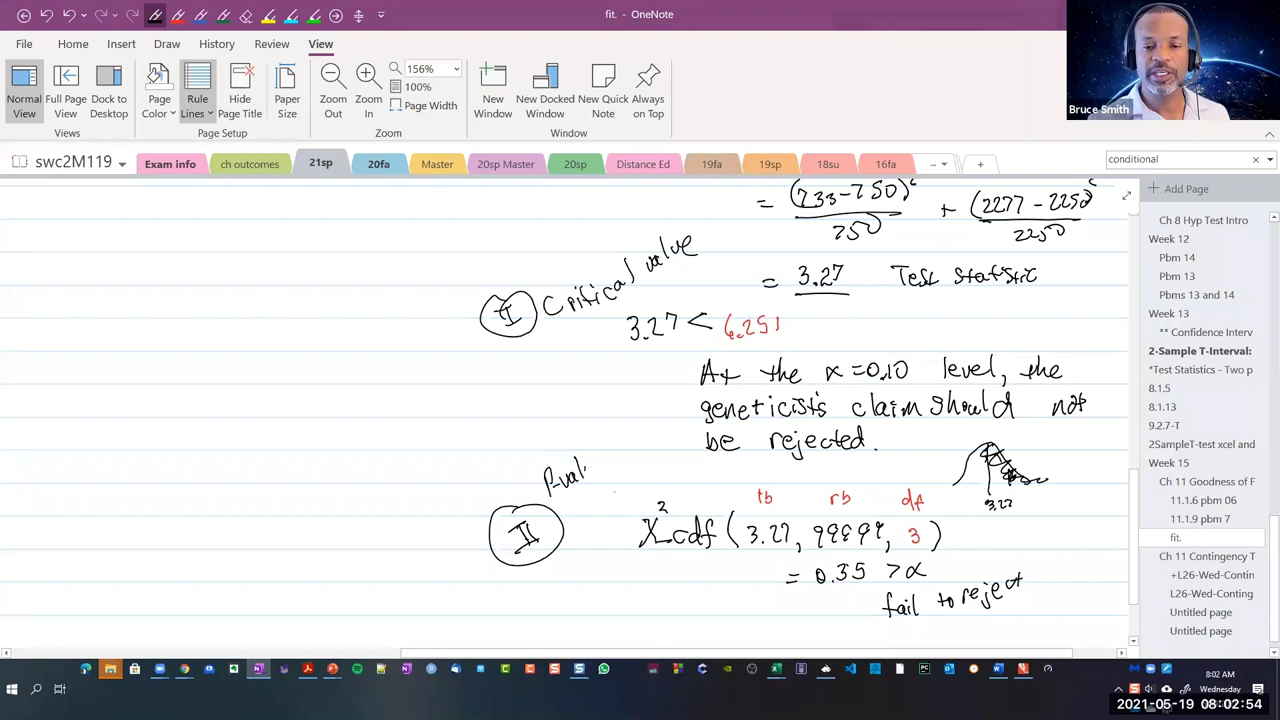 fit. - OneNote
File Home Insert Draw History Review View
Normal View
Full Page View
Dock to Desktop
Page Color
Rule Lines
Hide Page Title
Paper Size
Zoom Out
Zoom In
156%
100%
Page Width
New Window
New Docked Window
New Quick Note
Always on Top
Views Page Setup Zoom Window
Bruce Smith
swc2M119 Exam info ch outcomes 21sp 20fa Master 20sp Master 20sp Distance Ed 19fa 19sp 18su 16fa ... +
conditional
Add Page
Ch 8 Hyp Test Intro
Week 12
Pbm 14
Pbm 13
Pbms 13 and 14
Week 13
** Confidence Interv
2-Sample T-Interval:
*Test Statistics - Two p
8.1.5
8.1.13
9.2.7-T
2SampleT-test xcel and
Week 15
Ch 11 Goodness of F
11.1.6 pbm 06
11.1.9 pbm 7
fit.
Ch 11 Contingency T
+L26-Wed-Contin
L26-Wed-Conting
Untitled page
Untitled page
= (733-750)² / 750 + (2277-2250)² / 2250
= 3.27 Test statistic
I Critical value
3.27 < 6.251
At the α=0.10 level, the
geneticist's claim should not
be rejected.
P-val
3.27
lb rb df
II X²cdf (3.27, 99999, 3)
= 0.35 >α
fail to reject
8:02 AM
Wednesday
2021-05-19 08:02:54